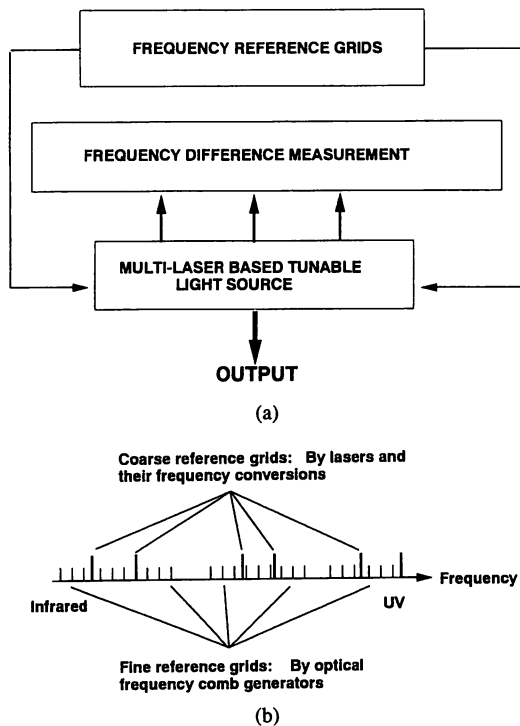 FREQUENCY REFERENCE GRIDS
FREQUENCY DIFFERENCE MEASUREMENT
MULTI-LASER BASED TUNABLE
LIGHT SOURCE
OUTPUT
(a)
Coarse reference grids: By lasers and
their frequency conversions
Frequency
Infrared
UV
Fine reference grids: By optical
frequency comb generators
(b)